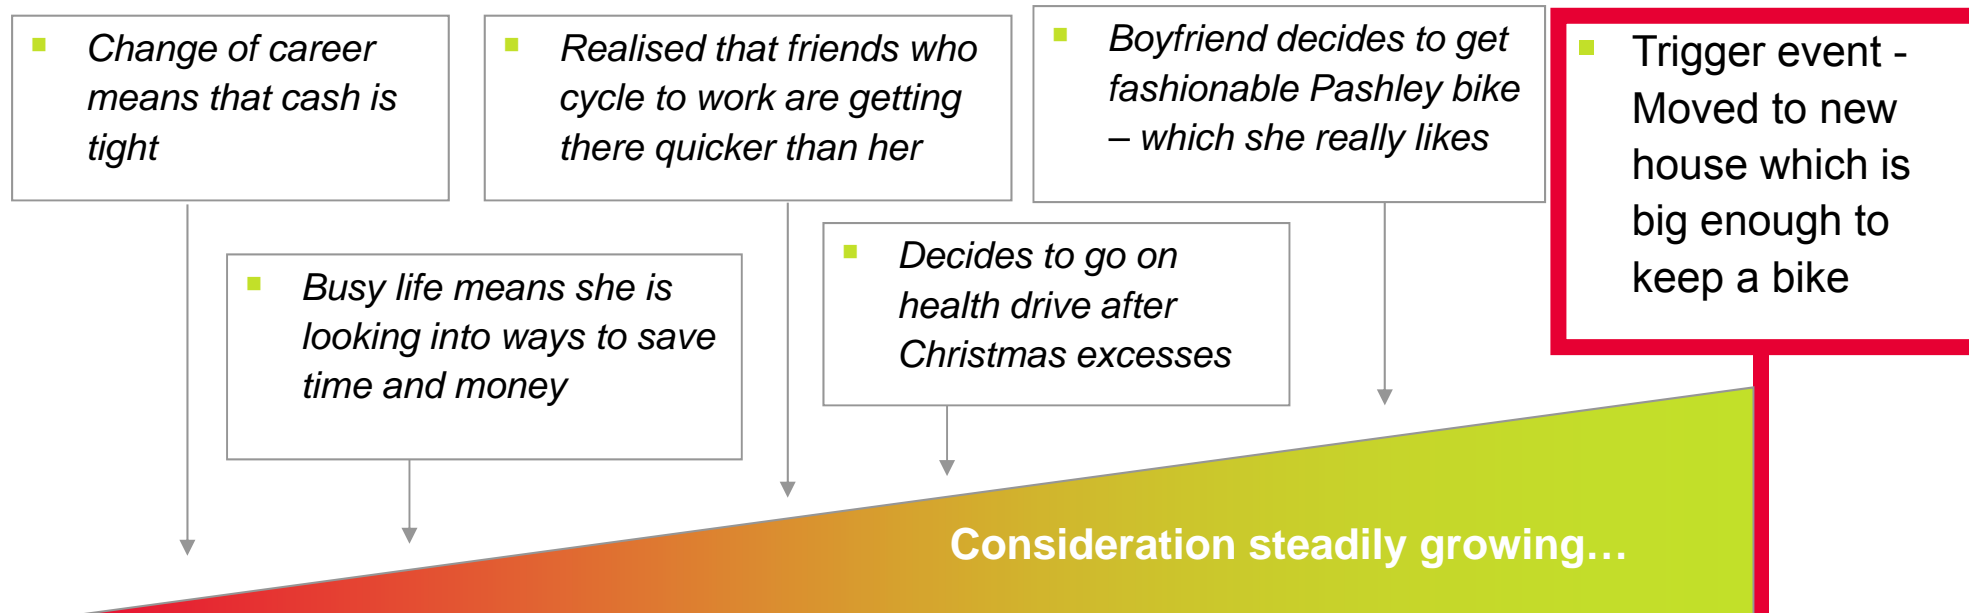 Change of career
means that cash is
tight
Busy life means she is
looking into ways to save
time and money
Realised that friends who
cycle to work are getting
there quicker than her
Decides to go on
health drive after
Christmas excesses
Boyfriend decides to get
fashionable Pashley bike
– which she really likes
Trigger event -
Moved to new
house which is
big enough to
keep a bike
Consideration steadily growing…